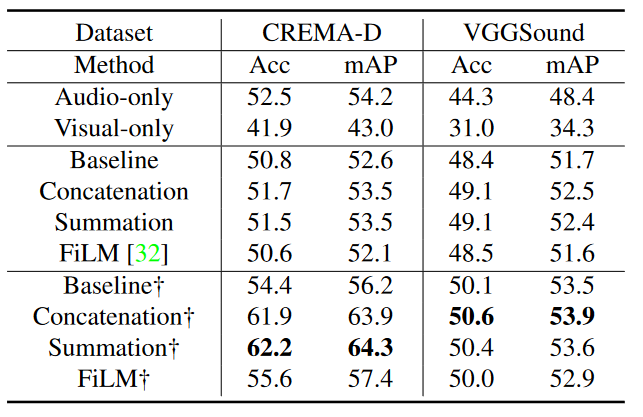 Dataset CREMA-D VGGSound
Method Acc mAP Acc mAP
Audio-only 52.5 54.2 44.3 48.4
Visual-only 41.9 43.0 31.0 34.3
Baseline 50.8 52.6 48.4 51.7
Concatenation 51.7 53.5 49.1 52.5
Summation 51.5 53.5 49.1 52.4
FiLM [32] 50.6 52.1 48.5 51.6
Baseline† 54.4 56.2 50.1 53.5
Concatenation† 61.9 63.9 50.6 53.9
Summation† 62.2 64.3 50.4 53.6
FiLM† 55.6 57.4 50.0 52.9